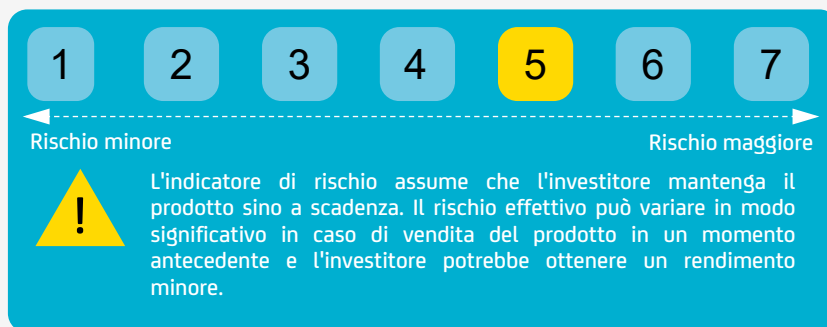 1 2 3 4 5 6 7
Rischio minore Rischio maggiore
!
L'indicatore di rischio assume che l'investitore mantenga il
prodotto sino a scadenza. Il rischio effettivo può variare in modo
significativo in caso di vendita del prodotto in un momento
antecedente e l'investitore potrebbe ottenere un rendimento
minore.